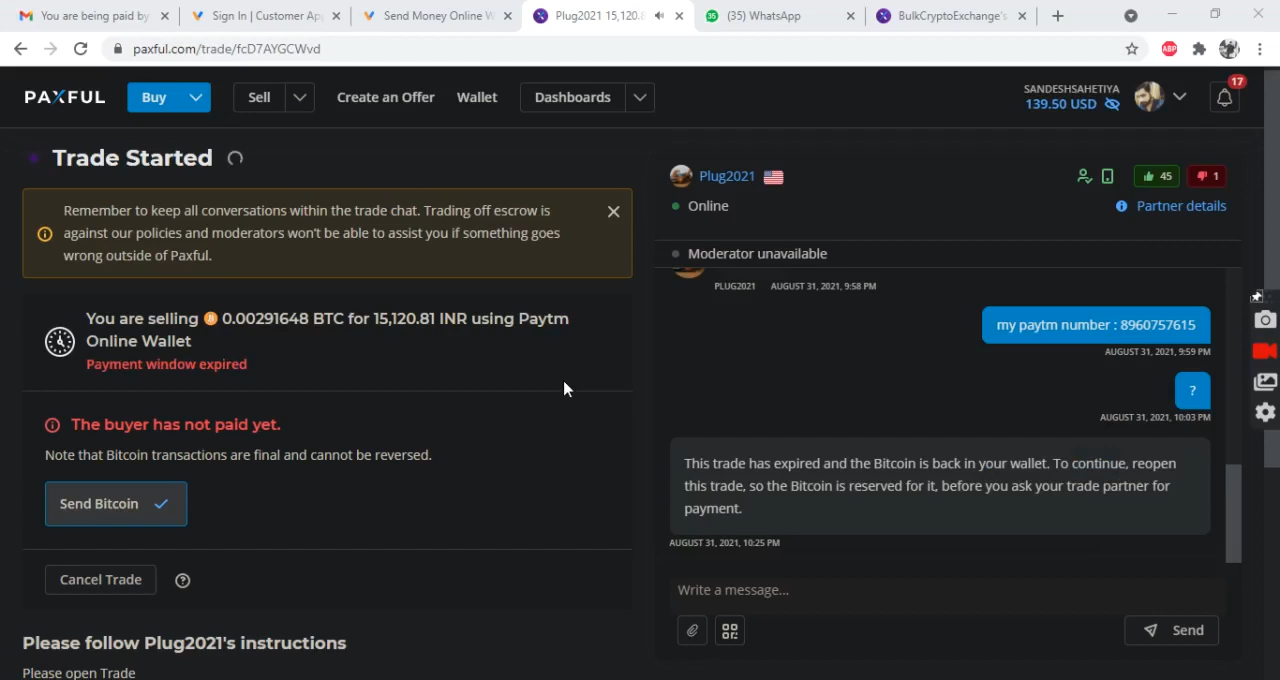 You are being paid by
Sign In | Customer Ap
Send Money Online W
Plug2021 15,120.8
(35) WhatsApp
BulkCryptoExchange's
paxful.com/trade/fcD7AYGCWvd
ABP
PAXFUL
Buy
Sell
Create an Offer
Wallet
Dashboards
SANDESHSAHETIYA
139.50 USD
17
Trade Started
Remember to keep all conversations within the trade chat. Trading off escrow is
against our policies and moderators won't be able to assist you if something goes
wrong outside of Paxful.
You are selling 0.00291648 BTC for 15,120.81 INR using Paytm
Online Wallet
Payment window expired
The buyer has not paid yet.
Note that Bitcoin transactions are final and cannot be reversed.
Send Bitcoin
Cancel Trade
Please follow Plug2021's instructions
Please open Trade
Plug2021
45
1
Online
Partner details
Moderator unavailable
PLUG2021 AUGUST 31, 2021, 9:58 PM
my paytm number : 8960757615
AUGUST 31, 2021, 9:59 PM
?
AUGUST 31, 2021, 10:03 PM
This trade has expired and the Bitcoin is back in your wallet. To continue, reopen
this trade, so the Bitcoin is reserved for it, before you ask your trade partner for
payment.
AUGUST 31, 2021, 10:25 PM
Write a message...
Send